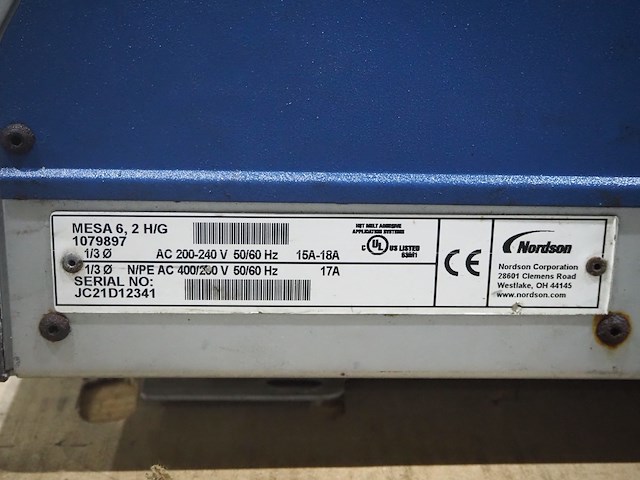 MESA 6, 2 H/G
1079897
1/3 Ø AC 200-240 V 50/60 Hz 15A-18A
1/3 Ø N/PE AC 400/230 V 50/60 Hz 17A
SERIAL NO:
JC21D12341
HOT MELT ADHESIVE
APPLICATION SYSTEMS
C UL US LISTED
CE
Nordson
Nordson Corporation
28601 Clemens Road
Westlake, OH 44145
www.nordson.com